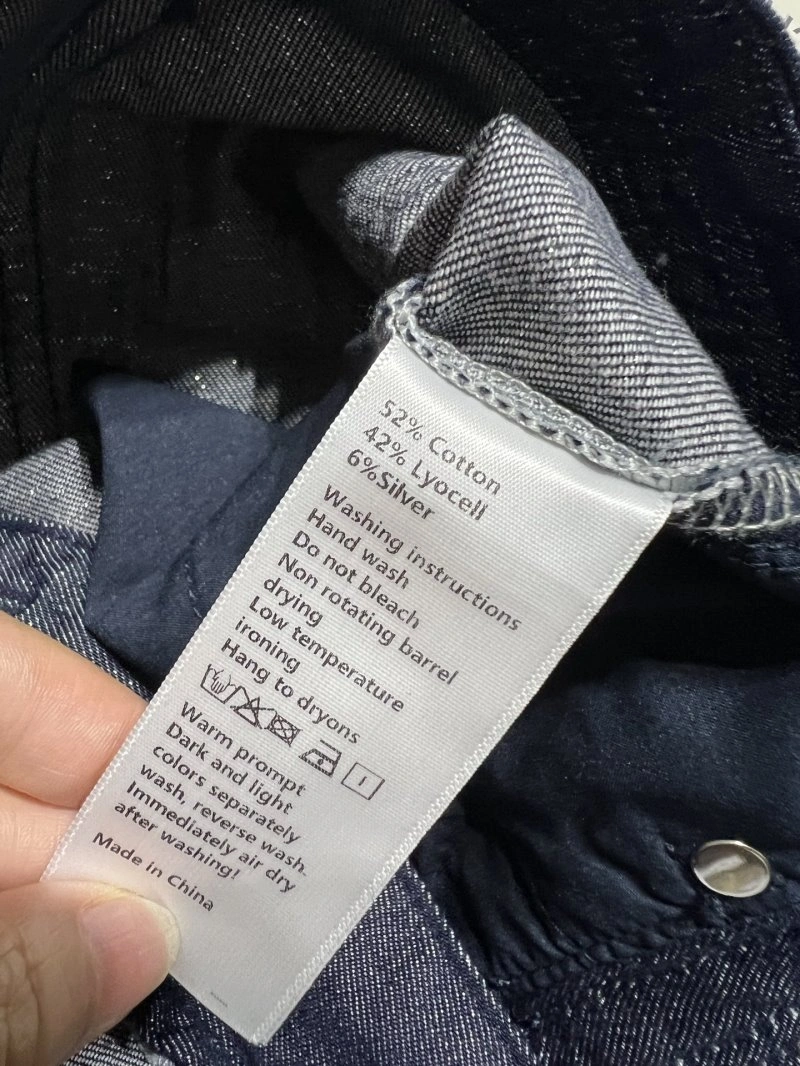 52% Cotton
42% Lyocell
6%Silver
Washing instructions
Hand wash
Do not bleach
Non rotating barrel
drying
Low temperature
ironing
Hang to dryons
Warm prompt
Dark and light
colors separately
wash, reverse wash.
Immediately air dry
after washing!
Made in China